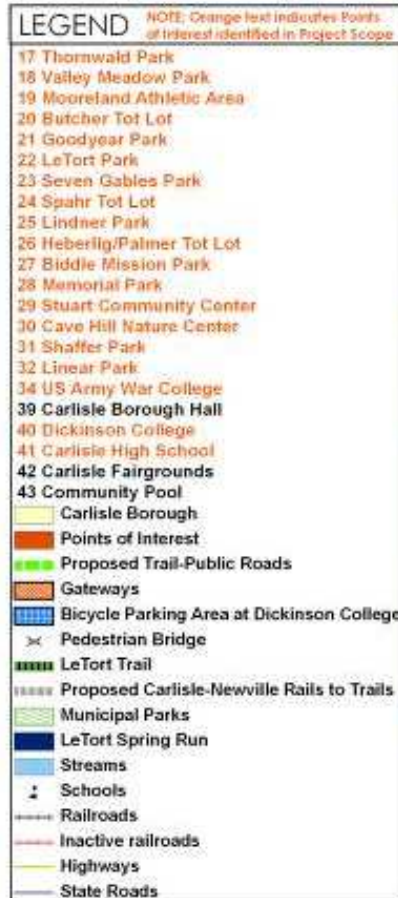 LEGEND NOTE: Orange text indicates Points
of Interest identified in Project Scope
17 Thornwald Park
18 Valley Meadow Park
19 Mooreland Athletic Area
20 Butcher Tot Lot
21 Goodyear Park
22 LeTort Park
23 Seven Gables Park
24 Spahr Tot Lot
25 Lindner Park
26 Heberlig/Palmer Tot Lot
27 Biddle Mission Park
28 Memorial Park
29 Stuart Community Center
30 Cave Hill Nature Center
31 Shaffer Park
32 Linear Park
34 US Army War College
39 Carlisle Borough Hall
40 Dickinson College
41 Carlisle High School
42 Carlisle Fairgrounds
43 Community Pool
Carlisle Borough
Points of Interest
Proposed Trail-Public Roads
Gateways
Bicycle Parking Area at Dickinson College
Pedestrian Bridge
LeTort Trail
Proposed Carlisle-Newville Rails to Trails
Municipal Parks
LeTort Spring Run
Streams
Schools
Railroads
Inactive railroads
Highways
State Roads